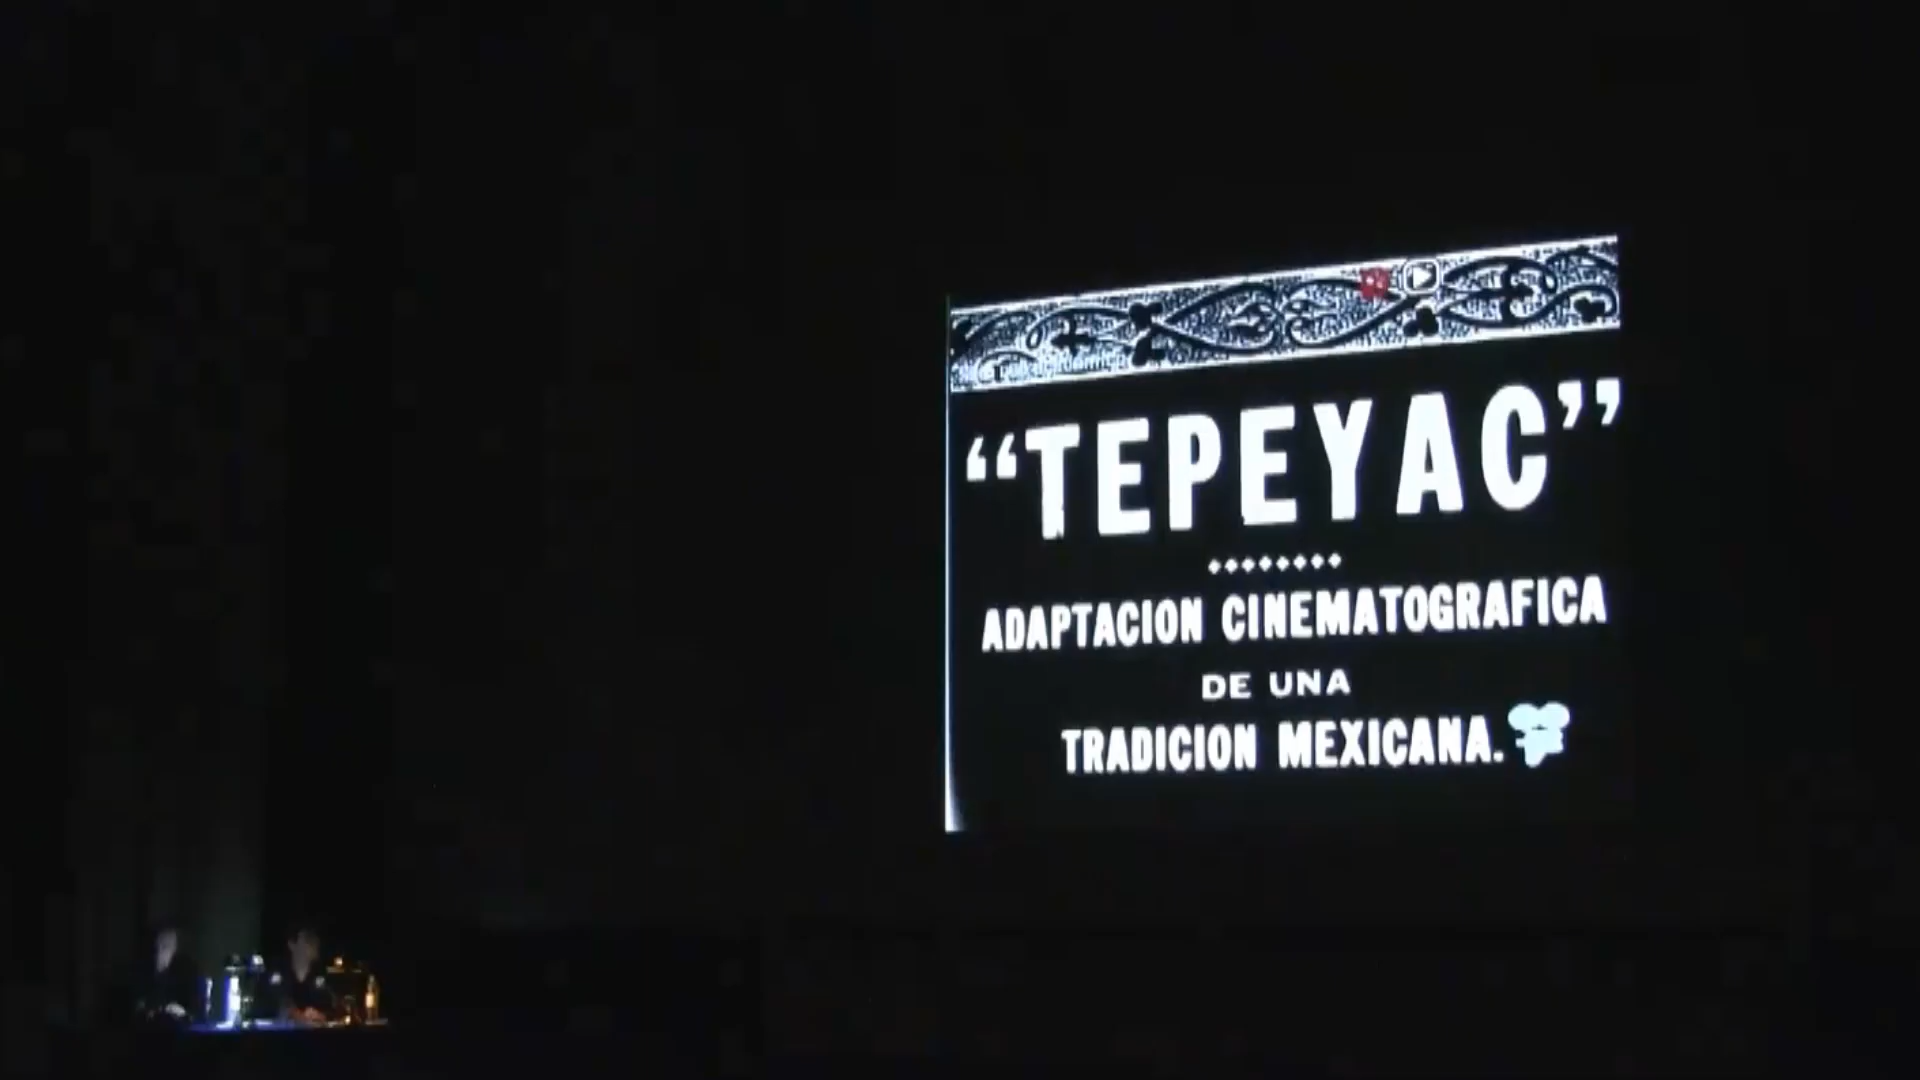 “TEPEYAC”
ADAPTACION CINEMATOGRAFICA
DE UNA
TRADICION MEXICANA.